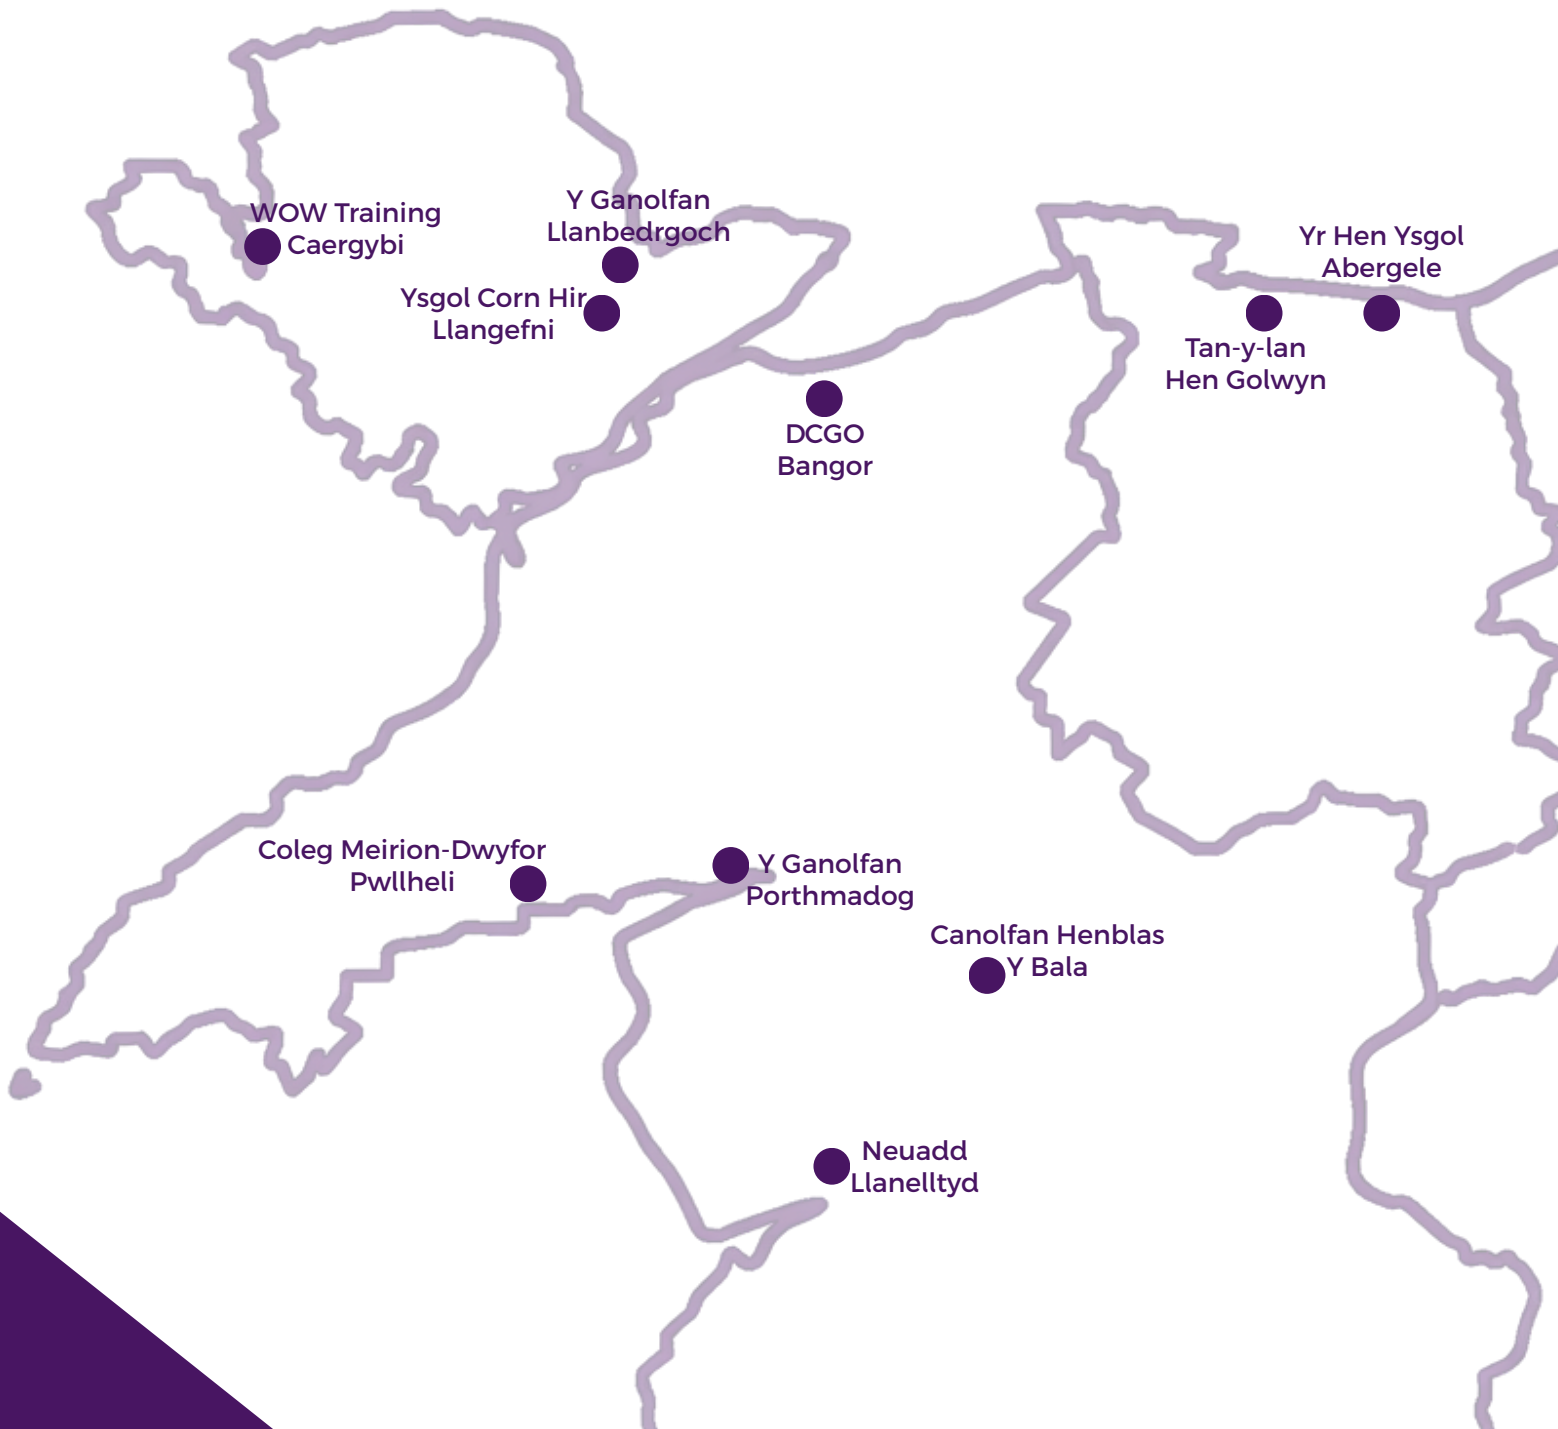 WOW Training
Caergybi
Y Ganolfan
Llanbedrgoch
Ysgol Corn Hir
Llangefni
Yr Hen Ysgol
Abergele
Tan-y-lan
Hen Golwyn
DCGO
Bangor
Coleg Meirion-Dwyfor
Pwllheli
Y Ganolfan
Porthmadog
Canolfan Henblas
Y Bala
Neuadd
Llanelltyd